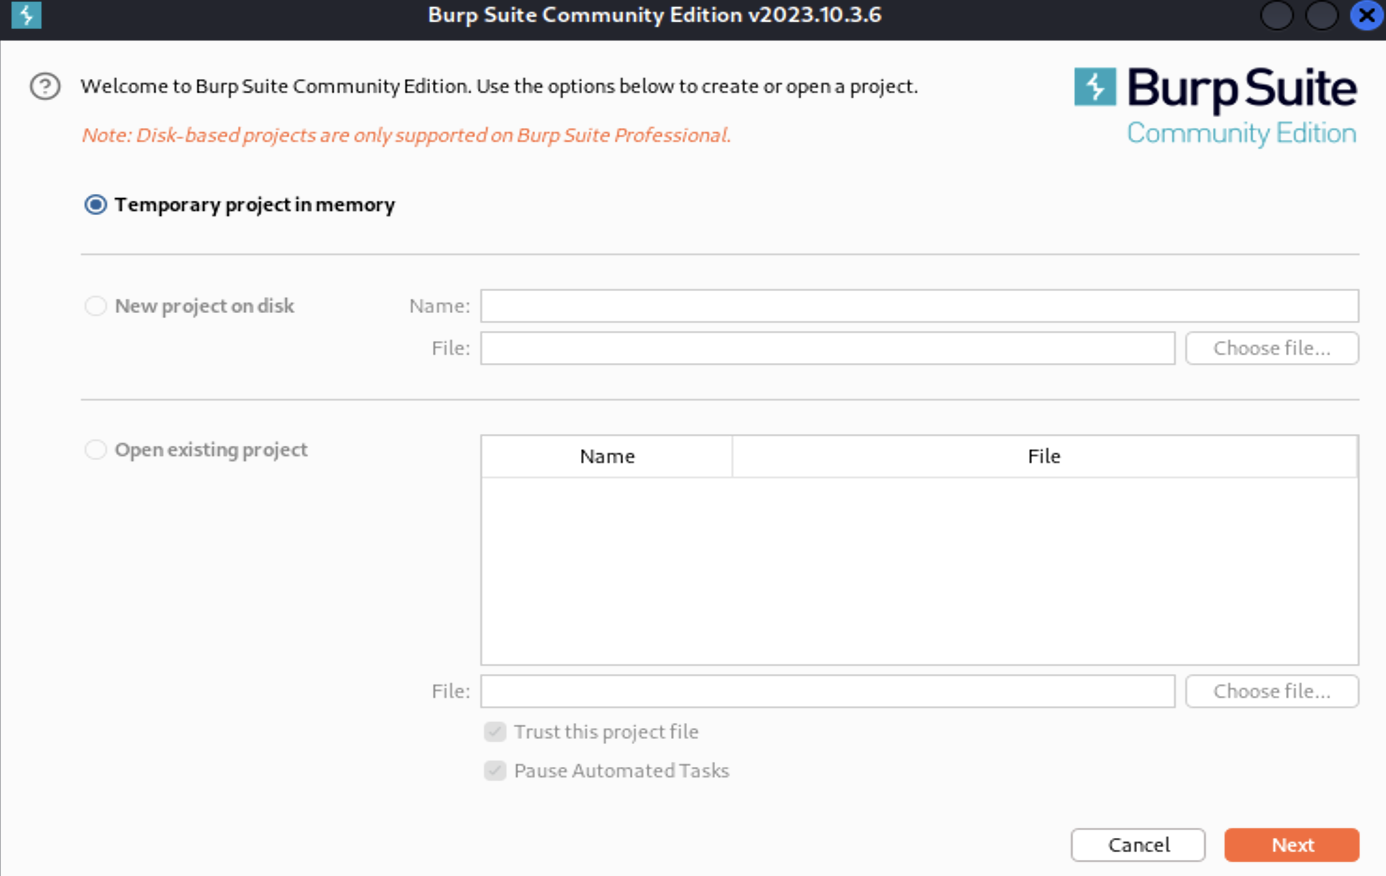 Burp Suite Community Edition v2023.10.3.6
Welcome to Burp Suite Community Edition. Use the options below to create or open a project.
Burp Suite
Community Edition
Note: Disk-based projects are only supported on Burp Suite Professional.
Temporary project in memory
New project on disk
Name:
File:
Choose file...
Open existing project
Name
File
File:
Choose file...
Trust this project file
Pause Automated Tasks
Cancel
Next